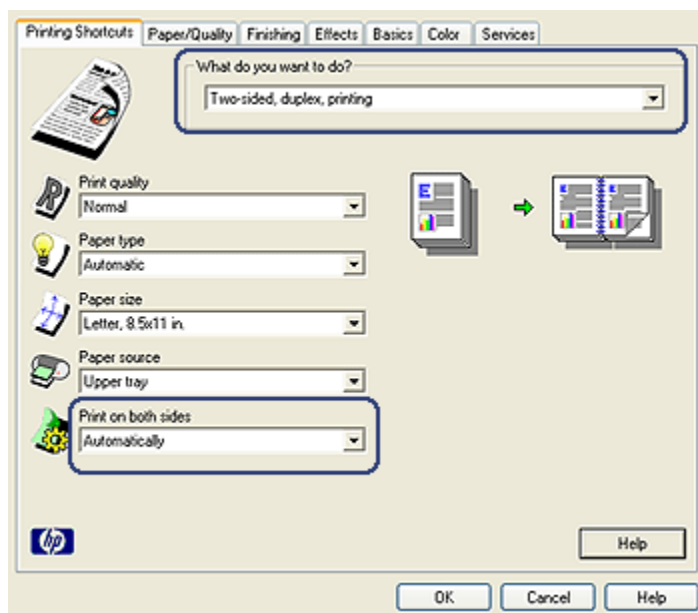 Printing Shortcuts Paper/Quality Finishing Effects Basics Color Services
What do you want to do?
Two-sided, duplex, printing
Print quality
Normal
Paper type
Automatic
Paper size
Letter, 8.5x11 in.
Paper source
Upper tray
Print on both sides
Automatically
hp
Help
OK Cancel Help